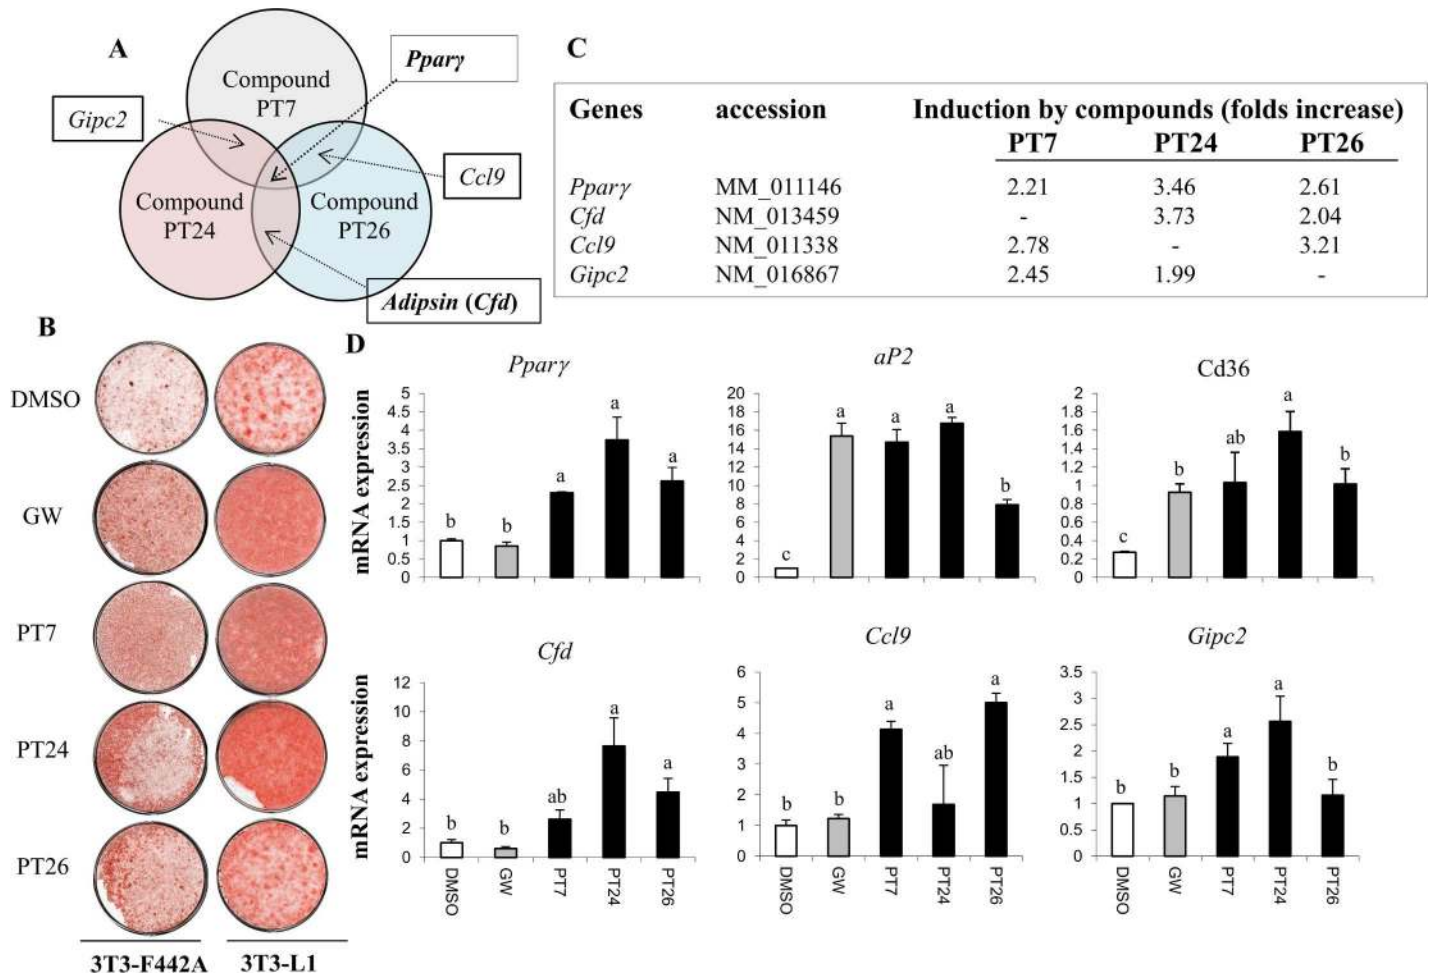 A
Compound
PT7
Pparγ
Gipc2
Ccl9
Compound
PT24
Compound
PT26
Adipsin (Cfd)
C
Genes accession Induction by compounds (folds increase)
PT7 PT24 PT26
Pparγ MM_011146 2.21 3.46 2.61
Cfd NM_013459 - 3.73 2.04
Ccl9 NM_011338 2.78 - 3.21
Gipc2 NM_016867 2.45 1.99 -
B
DMSO
GW
PT7
PT24
PT26
3T3-F442A 3T3-L1
D
Pparγ
mRNA expression
5
4.5
4
3.5
3
2.5
2
1.5
1
0.5
0
b b a a a
aP2
20
18
16
14
12
10
8
6
4
2
0
c a a a b
Cd36
2
1.8
1.6
1.4
1.2
1
0.8
0.6
0.4
0.2
0
c b ab a b
Cfd
mRNA expression
12
10
8
6
4
2
0
b b ab a a
DMSO GW PT7 PT24 PT26
Ccl9
6
5
4
3
2
1
0
b b a ab a
DMSO GW PT7 PT24 PT26
Gipc2
3.5
3
2.5
2
1.5
1
0.5
0
b b a a b
DMSO GW PT7 PT24 PT26